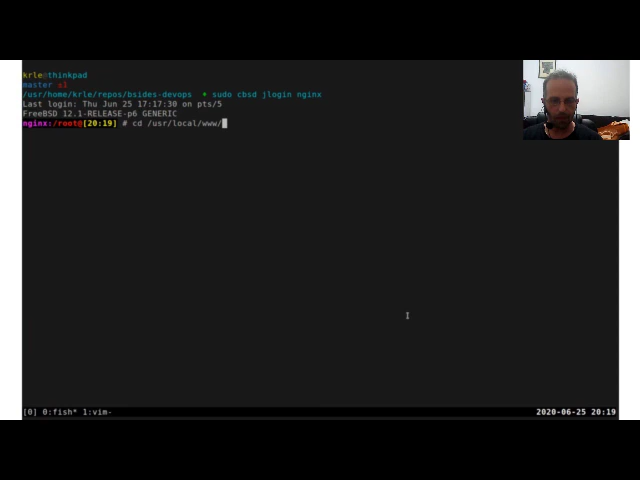 krle@thinkpad
master ±1
/usr/home/krle/repos/bsides-devops ➜ sudo cbsd jlogin nginx
Last login: Thu Jun 25 17:17:30 on pts/5
FreeBSD 12.1-RELEASE-p6 GENERIC
nginx:/root@[20:19] # cd /usr/local/www/
[0] 0:fish* 1:vim- 2020-06-25 20:19